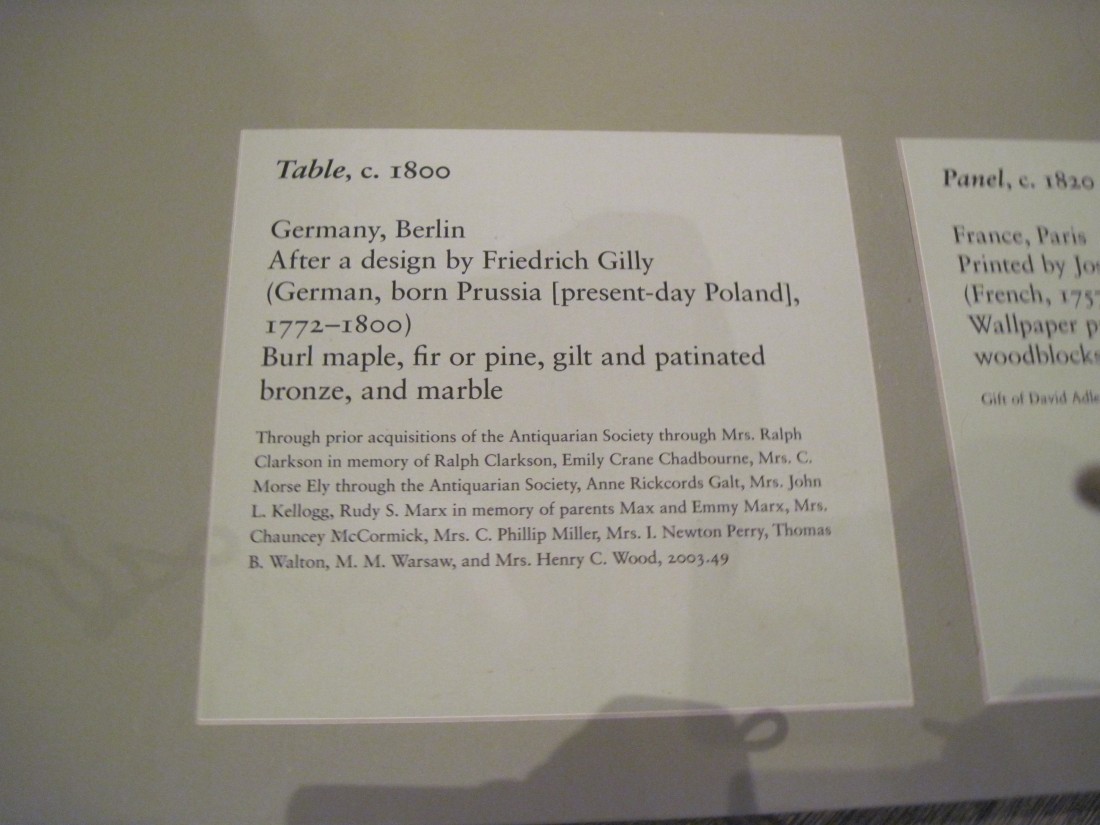 Table, c. 1800
Germany, Berlin
After a design by Friedrich Gilly
(German, born Prussia [present-day Poland],
1772–1800)
Burl maple, fir or pine, gilt and patinated
bronze, and marble
Through prior acquisitions of the Antiquarian Society through Mrs. Ralph
Clarkson in memory of Ralph Clarkson, Emily Crane Chadbourne, Mrs. C.
Morse Ely through the Antiquarian Society, Anne Rickcords Galt, Mrs. John
L. Kellogg, Rudy S. Marx in memory of parents Max and Emmy Marx, Mrs.
Chauncey McCormick, Mrs. C. Phillip Miller, Mrs. I. Newton Perry, Thomas
B. Walton, M. M. Warsaw, and Mrs. Henry C. Wood, 2003.49
Panel, c. 1820
France, Paris
Printed by
(French,
Wallpaper
woodblocks
Gift of David